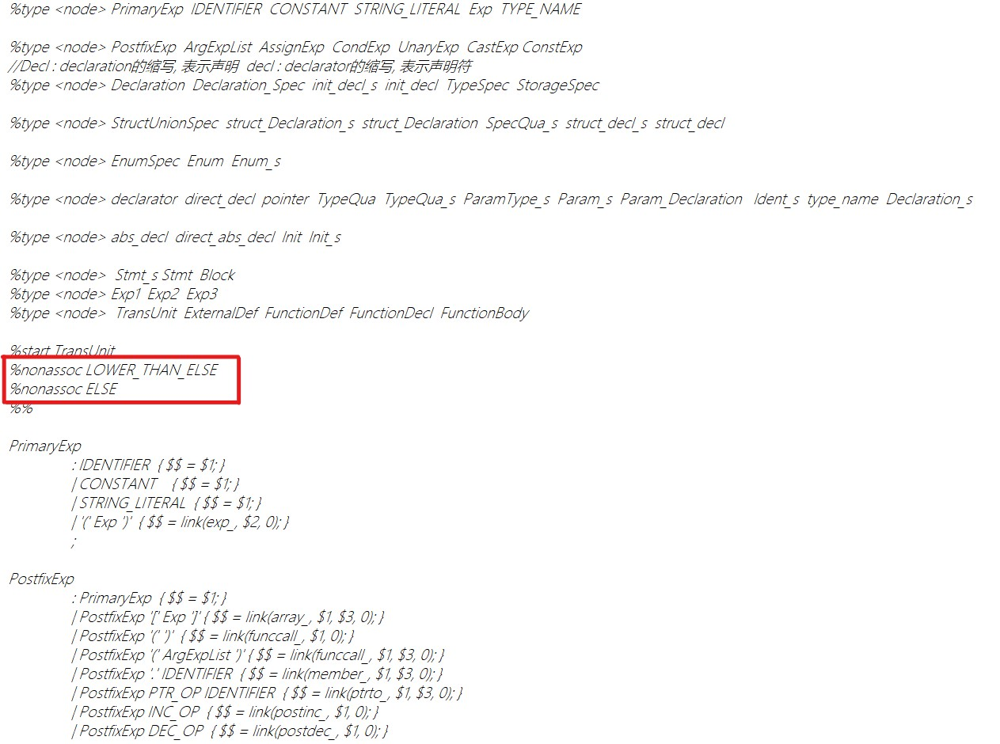 %type <node> PrimaryExp IDENTIFIER CONSTANT STRING_LITERAL Exp TYPE_NAME
%type <node> PostfixExp ArgExpList AssignExp CondExp UnaryExp CastExp ConstExp
//Decl : declaration的缩写, 表示声明 decl : declarator的缩写, 表示声明符
%type <node> Declaration Declaration_Spec init_decl_s init_decl TypeSpec StorageSpec
%type <node> StructUnionSpec struct_Declaration_s struct_Declaration SpecQua_s struct_decl_s struct_decl
%type <node> EnumSpec Enum Enum_s
%type <node> declarator direct_decl pointer TypeQua TypeQua_s ParamType_s Param_s Param_Declaration Ident_s type_name Declaration_s
%type <node> abs_decl direct_abs_decl Init Init_s
%type <node> Stmt_s Stmt Block
%type <node> Exp1 Exp2 Exp3
%type <node> TransUnit ExternalDef FunctionDef FunctionDecl FunctionBody
%start TransUnit
%nonassoc LOWER_THAN_ELSE
%nonassoc ELSE
%%
PrimaryExp
: IDENTIFIER { $$ = $1; }
| CONSTANT { $$ = $1; }
| STRING_LITERAL { $$ = $1; }
| '(' Exp ')' { $$ = link(exp_, $2, 0); }
;
PostfixExp
: PrimaryExp { $$ = $1; }
| PostfixExp '[' Exp ']' { $$ = link(array_, $1, $3, 0); }
| PostfixExp '(' ')' { $$ = link(funccall_, $1, 0); }
| PostfixExp '(' ArgExpList ')' { $$ = link(funccall_, $1, $3, 0); }
| PostfixExp '.' IDENTIFIER { $$ = link(member_, $1, $3, 0); }
| PostfixExp PTR_OP IDENTIFIER { $$ = link(ptrto_, $1, $3, 0); }
| PostfixExp INC_OP { $$ = link(postinc_, $1, 0); }
| PostfixExp DEC_OP { $$ = link(postdec_, $1, 0); }